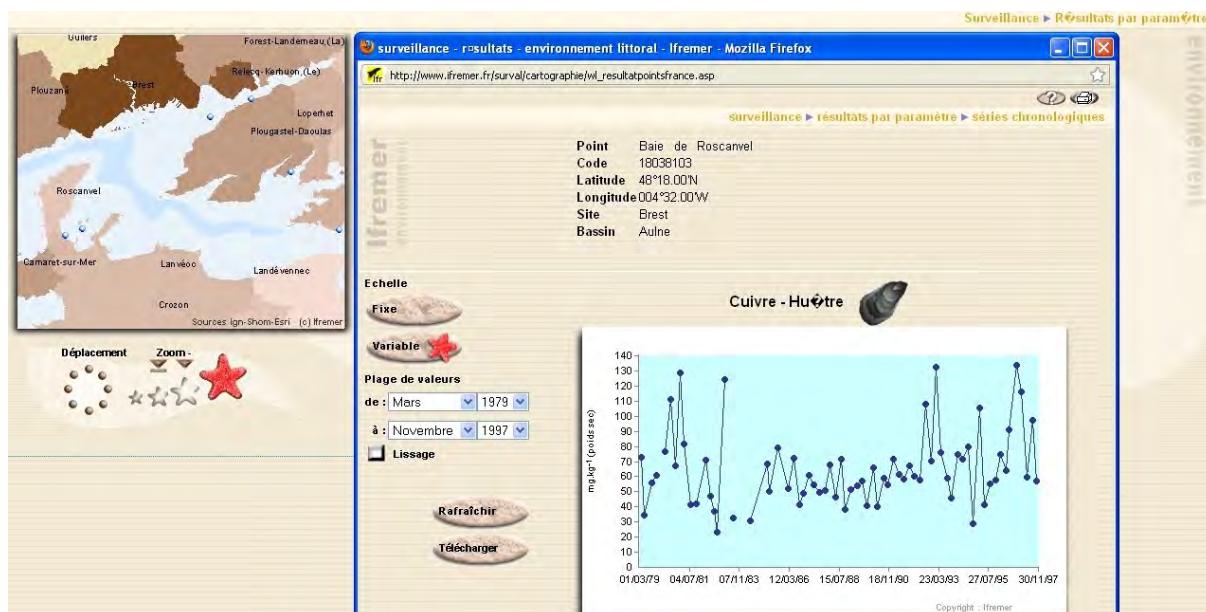 Surveillance ▶ R�sultats par param�tre
Guilers
Forest-Landerneau,(La)
Relecq-Kerhuon,(Le)
Plouzané
Brest
Loperhet
Plougastel-Daoulas
Roscanvel
Camaret-sur-Mer
Lanvéoc
Landévennec
Crozon
Sources Ign-Shom-Esri (c) Ifremer
Déplacement
Zoom -
surveillance - r¤sultats - environnement littoral - Ifremer - Mozilla Firefox
http://www.ifremer.fr/surval/cartographie/wl_resultatpointsfrance.asp
surveillance ▶ résultats par paramètre ▶ séries chronologiques
Ifremer
environnement
Point Baie de Roscanvel
Code 18038103
Latitude 48°18.00'N
Longitude 004°32.00'W
Site Brest
Bassin Aulne
Echelle
Fixe
Variable
Plage de valeurs
de : Mars 1979
à : Novembre 1997
Lissage
Rafraîchir
Télécharger
Cuivre - Hu�tre
mg.kg⁻¹ (poids sec)
140
130
120
110
100
90
80
70
60
50
40
30
20
10
0
01/03/79 04/07/81 07/11/83 12/03/86 15/07/88 18/11/90 23/03/93 27/07/95 30/11/97
Copyright : Ifremer
environnement